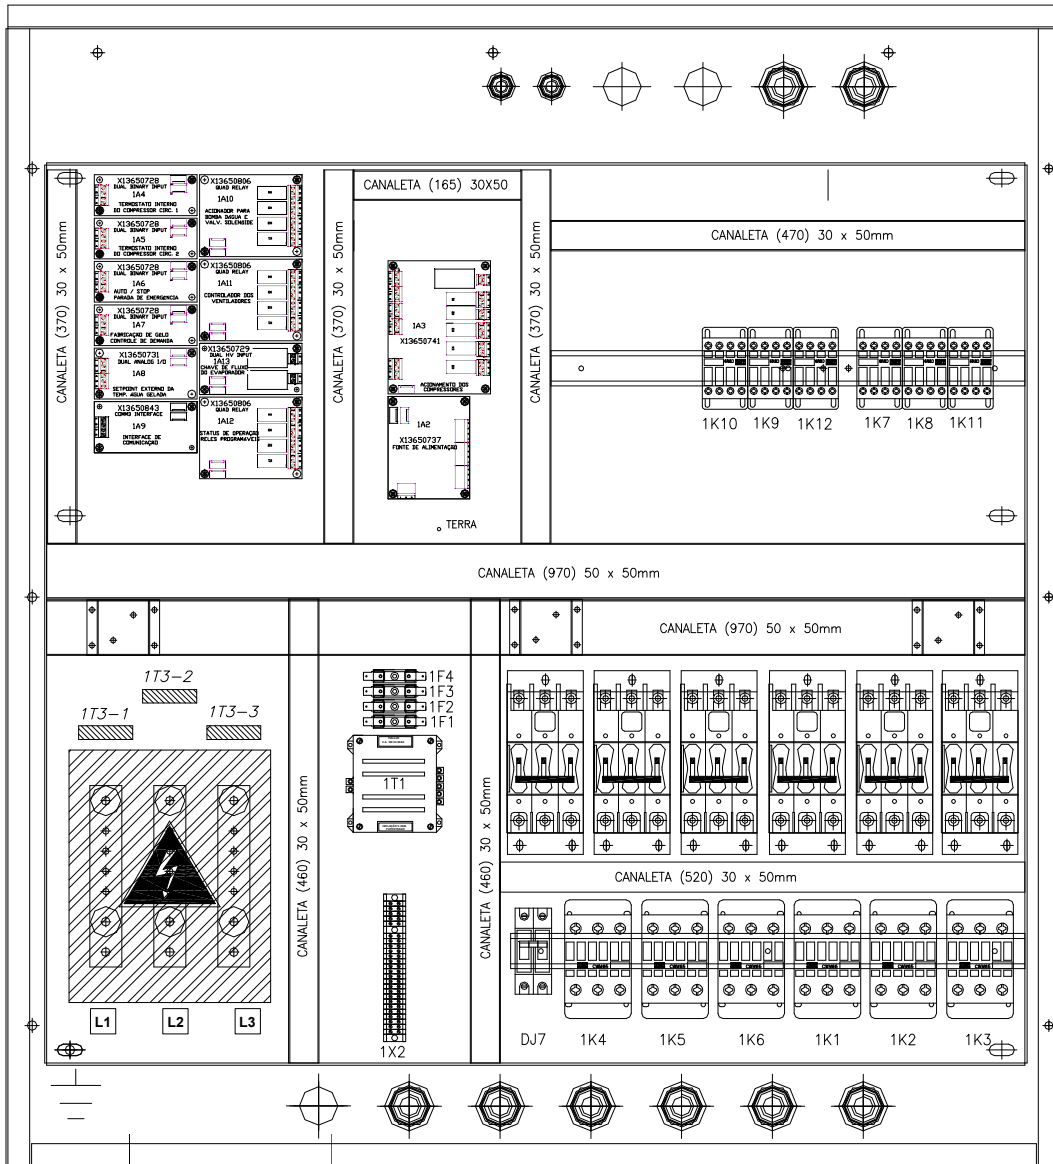 CANALETA (370) 30 x 50mm
X13650728
DUAL BINARY INPUT
1A4
TERMOSTATO INTERNO
DO COMPRESSOR CIRC. 1
X13650728
DUAL BINARY INPUT
1A5
TERMOSTATO INTERNO
DO COMPRESSOR CIRC. 2
X13650728
DUAL BINARY INPUT
1A6
AUTO / STOP
PARADA DE EMERGENCIA
X13650728
DUAL BINARY INPUT
1A7
FABRICAÇÃO DE GELO
CONTROLE DE DEMANDA
X13650731
DUAL ANALOG I/O
1A8
SETPOINT EXTERNO DA
TEMP. AGUA GELADA
X13650843
COMM3 INTERFACE
1A9
INTERFACE DE
COMUNICAÇÃO
X13650806
QUAD RELAY
1A10
ACIONADOR PARA
BOMBA DAGUA E
VALV. SOLENOIDE
X13650806
QUAD RELAY
1A11
CONTROLADOR DOS
VENTILADORES
X13650729
DUAL HV INPUT
1A13
CHAVE DE FLUXO
DO EVAPORADOR
X13650806
QUAD RELAY
1A12
STATUS DE OPERAÇÃO
RELES PROGRAMAVEIS
CANALETA (370) 30 x 50mm
CANALETA (165) 30X50
1A3
X13650741
ACIONAMENTO DOS
COMPRESSORES
1A2
X13650737
FONTE DE ALIMENTAÇÃO
TERRA
CANALETA (370) 30 x 50mm
CANALETA (470) 30 x 50mm
1K10
1K9
1K12
1K7
1K8
1K11
CANALETA (970) 50 x 50mm
CANALETA (970) 50 x 50mm
1T3-2
1T3-1
1T3-3
L1
L2
L3
CANALETA (460) 30 x 50mm
1F4
1F3
1F2
1F1
1T1
1X2
CANALETA (460) 30 x 50mm
CANALETA (520) 30 x 50mm
DJ7
1K4
1K5
1K6
1K1
1K2
1K3